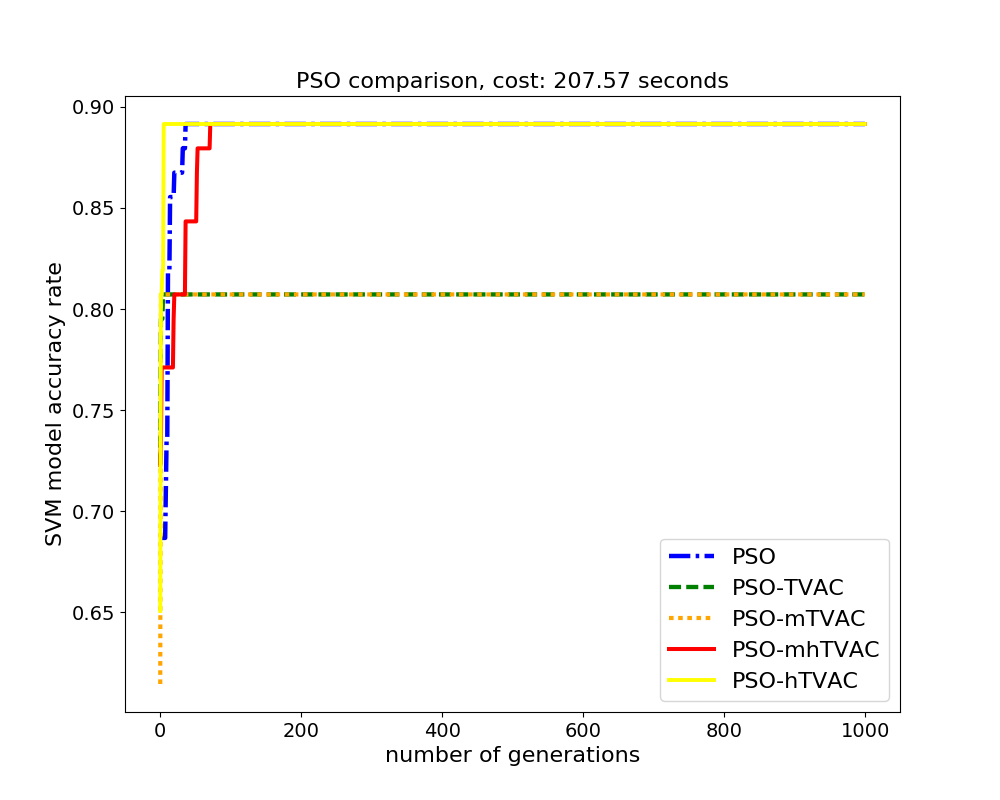 PSO comparison, cost: 207.57 seconds
0.90
0.85
0.80
0.75
0.70
0.65
SVM model accuracy rate
0 200 400 600 800 1000
number of generations
PSO
PSO-TVAC
PSO-mTVAC
PSO-mhTVAC
PSO-hTVAC